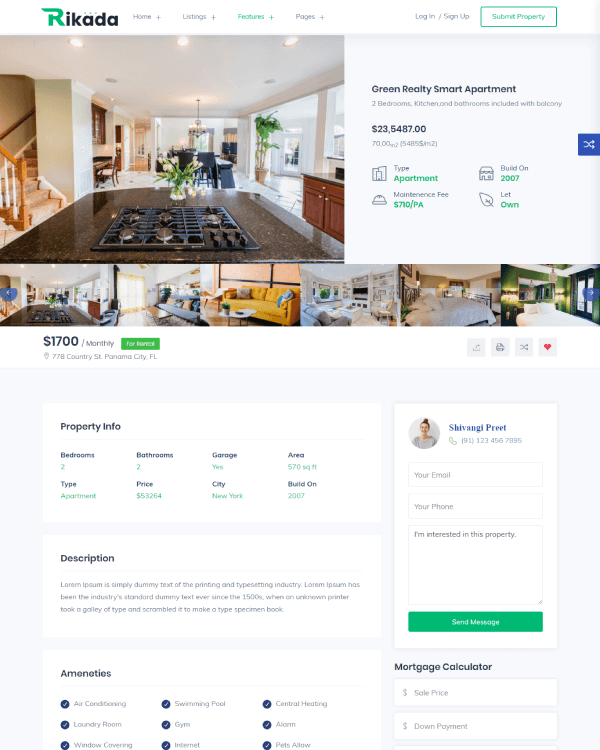 Rikada
Home +
Listings +
Features +
Pages +
Log In / Sign Up
Submit Property
Green Realty Smart Apartment
2 Bedrooms, Kitchen,and bathrooms included with balcony
$23,5487.00
70,00m2 (5485$/m2)
Type
Apartment
Build On
2007
Maintenence Fee
$710/PA
Let
Own
$1700 / Monthly For Rental
778 Country St. Panama City, FL
Property Info
Bedrooms
2
Bathrooms
2
Garage
Yes
Area
570 sq ft
Type
Apartment
Price
$53264
City
New York
Build On
2007
Description
Lorem Ipsum is simply dummy text of the printing and typesetting industry. Lorem Ipsum has
been the industry's standard dummy text ever since the 1500s, when an unknown printer
took a galley of type and scrambled it to make a type specimen book.
Ameneties
Air Conditioning
Swimming Pool
Central Heating
Laundry Room
Gym
Alarm
Window Covering
Internet
Pets Allow
Shivangi Preet
(91) 123 456 7895
Your Email
Your Phone
I'm interested in this property.
Send Message
Mortgage Calculator
$ Sale Price
$ Down Payment